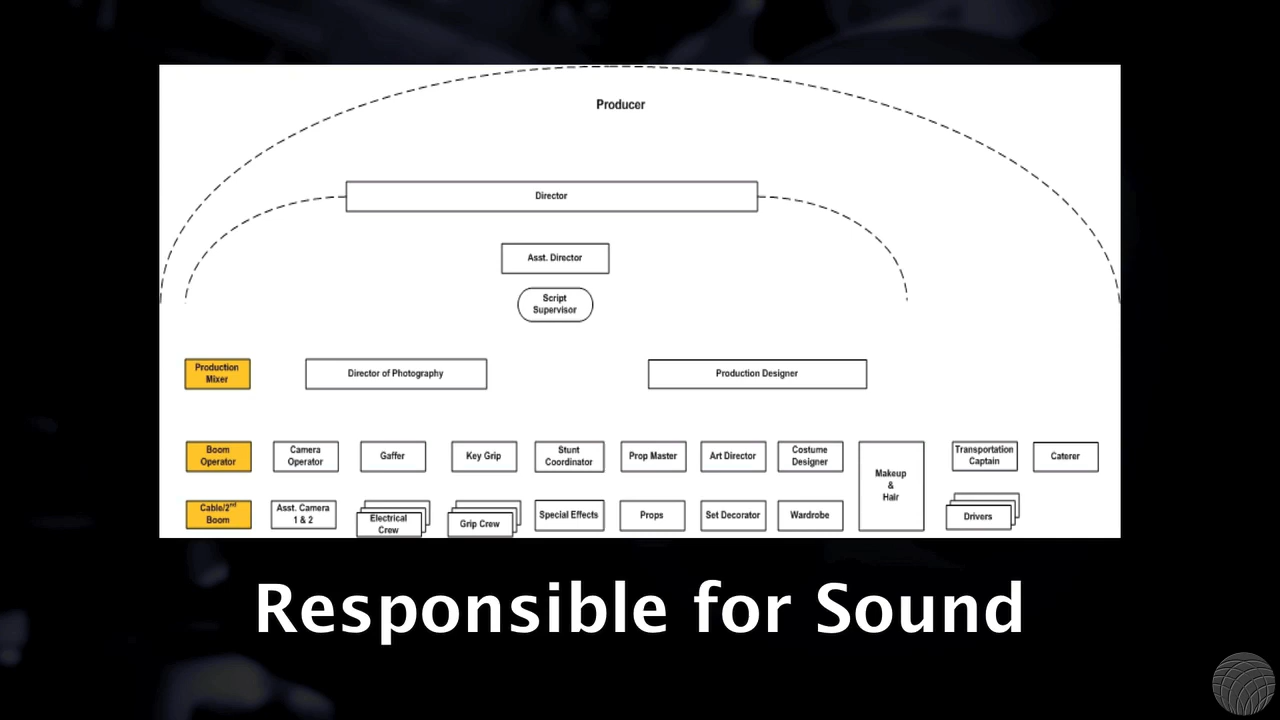 Producer
Director
Asst. Director
Script
Supervisor
Production
Mixer
Director of Photography
Production Designer
Boom
Operator
Camera
Operator
Gaffer
Key Grip
Stunt
Coordinator
Prop Master
Art Director
Costume
Designer
Makeup
&
Hair
Transportation
Captain
Caterer
Cable/2nd
Boom
Asst. Camera
1 & 2
Electrical
Crew
Grip Crew
Special Effects
Props
Set Decorator
Wardrobe
Drivers
Responsible for Sound